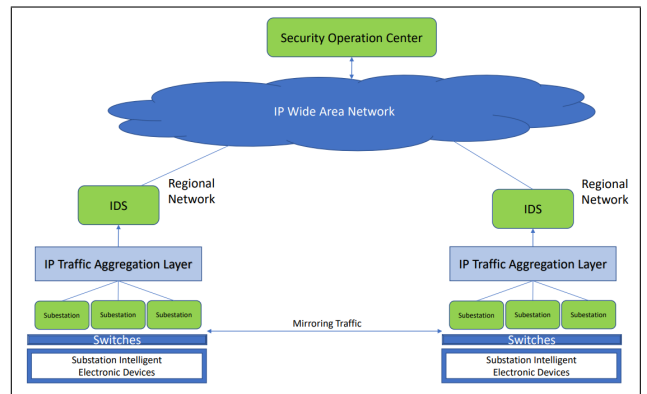 Security Operation Center
IP Wide Area Network
Regional
Network
IDS
IP Traffic Aggregation Layer
Substation
Substation
Substation
Switches
Substation Intelligent
Electronic Devices
Mirroring Traffic
Regional
Network
IDS
IP Traffic Aggregation Layer
Substation
Substation
Substation
Switches
Substation Intelligent
Electronic Devices